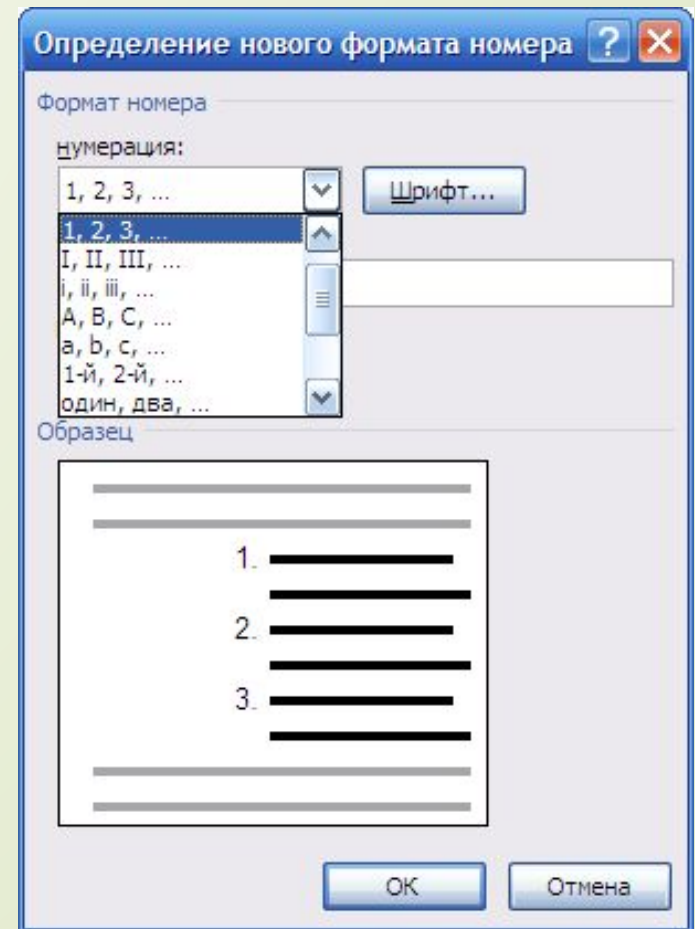 Определение нового формата номера
Формат номера
нумерация:
1, 2, 3, ...
Шрифт...
1, 2, 3, ...
I, II, III, ...
i, ii, iii, ...
A, B, C, ...
a, b, c, ...
1-й, 2-й, ...
один, два, ...
Образец
1.
2.
3.
ОК
Отмена